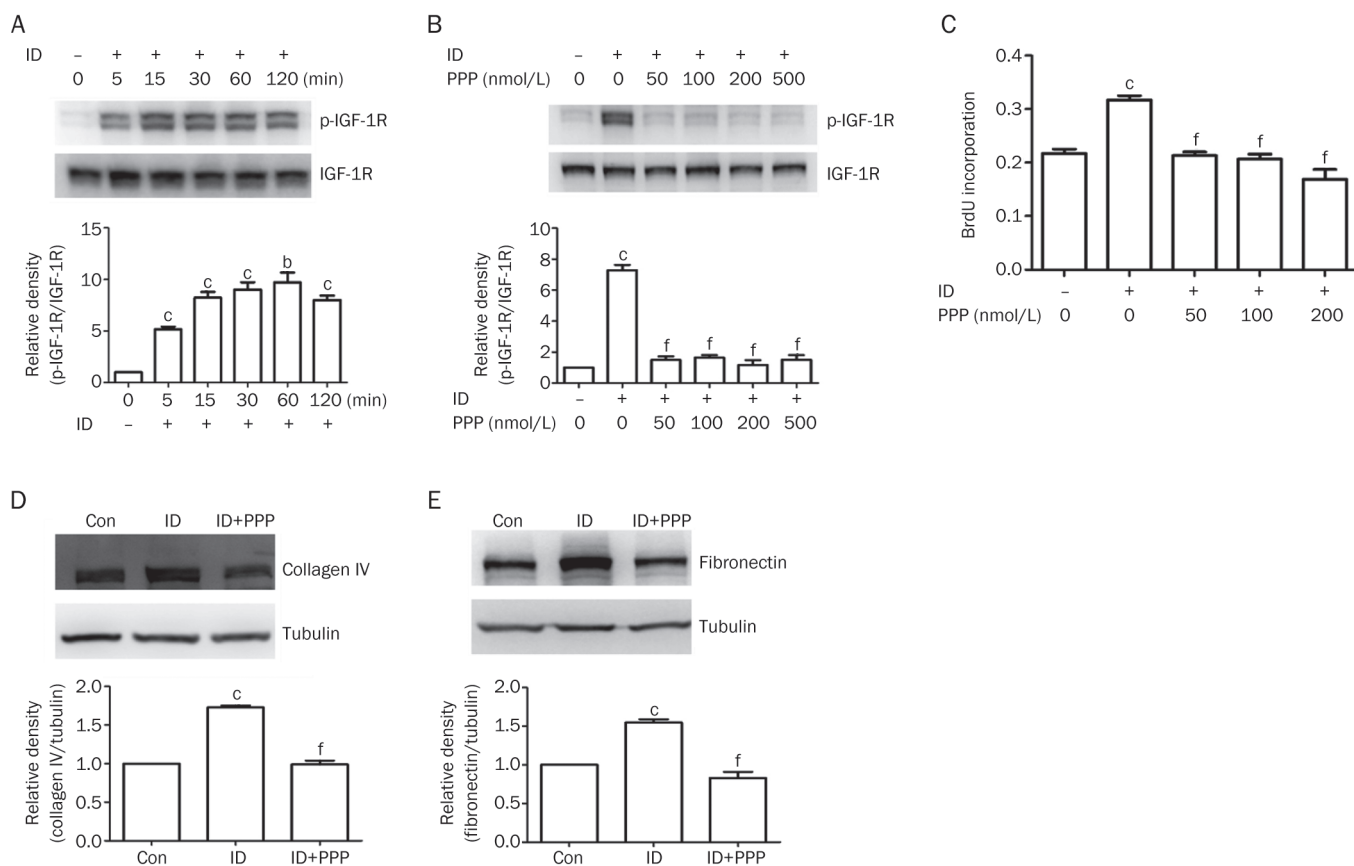 A
ID – + + + + +
0 5 15 30 60 120 (min)
p-IGF-1R
IGF-1R
Relative density
(p-IGF-1R/IGF-1R)
15
10
5
0
c
c
c
b
c
0 5 15 30 60 120 (min)
ID – + + + + +
B
ID – + + + + +
PPP (nmol/L) 0 0 50 100 200 500
p-IGF-1R
IGF-1R
Relative density
(p-IGF-1R/IGF-1R)
10
8
6
4
2
0
c
f
f
f
f
ID – + + + + +
PPP (nmol/L) 0 0 50 100 200 500
C
BrdU incorporation
0.4
0.3
0.2
0.1
0.0
c
f
f
f
ID – + + + +
PPP (nmol/L) 0 0 50 100 200
D
Con ID ID+PPP
Collagen IV
Tubulin
Relative density
(collagen IV/tubulin)
2.0
1.5
1.0
0.5
0.0
c
f
Con ID ID+PPP
E
Con ID ID+PPP
Fibronectin
Tubulin
Relative density
(fibronectin/tubulin)
2.0
1.5
1.0
0.5
0.0
c
f
Con ID ID+PPP